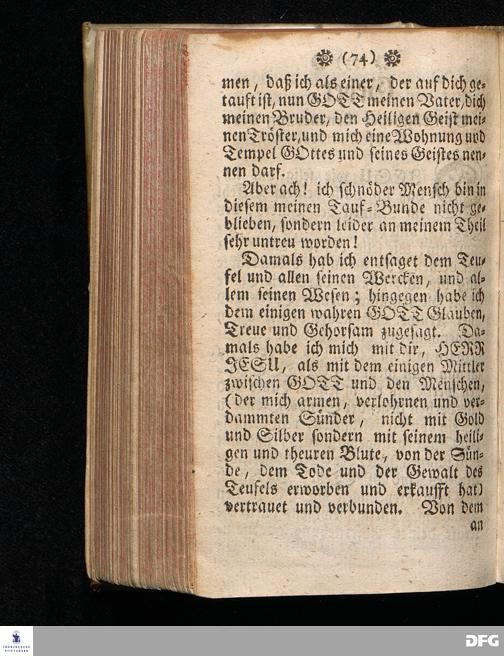 (74)
men, daß ich als einer, der auf dich ge-
tauft ist, nun GOTT meinen Vater, dich
meinen Bruder, den Heiligen Geist mei-
nen Tröster, und mich eine Wohnung und
Tempel GOttes und seines Geistes nen-
nen darf.
Aber ach! ich schnöder Mensch bin in
diesem meinen Tauf-Bunde nicht ge-
blieben, sondern leider an meinem Theil
sehr untreu worden!
Damals hab ich entsaget dem Teu-
fel und allen seinen Wercken, und al-
lem seinen Wesen; hingegen habe ich
dem einigen wahren GOTT Glauben,
Treue und Gehorsam zugesagt. Da-
mals habe ich mich mit dir, HERR
JESU, als mit dem einigen Mittler
zwischen GOTT und den Menschen,
(der mich armen, verlohrnen und ver-
dammten Sünder, nicht mit Gold
und Silber sondern mit seinem heili-
gen und theuren Blute, von der Sün-
de, dem Tode und der Gewalt des
Teufels erworben und erkaufft hat)
vertrauet und verbunden. Von dem
an
FRANCKESCHE
STIFTUNGEN
DFG